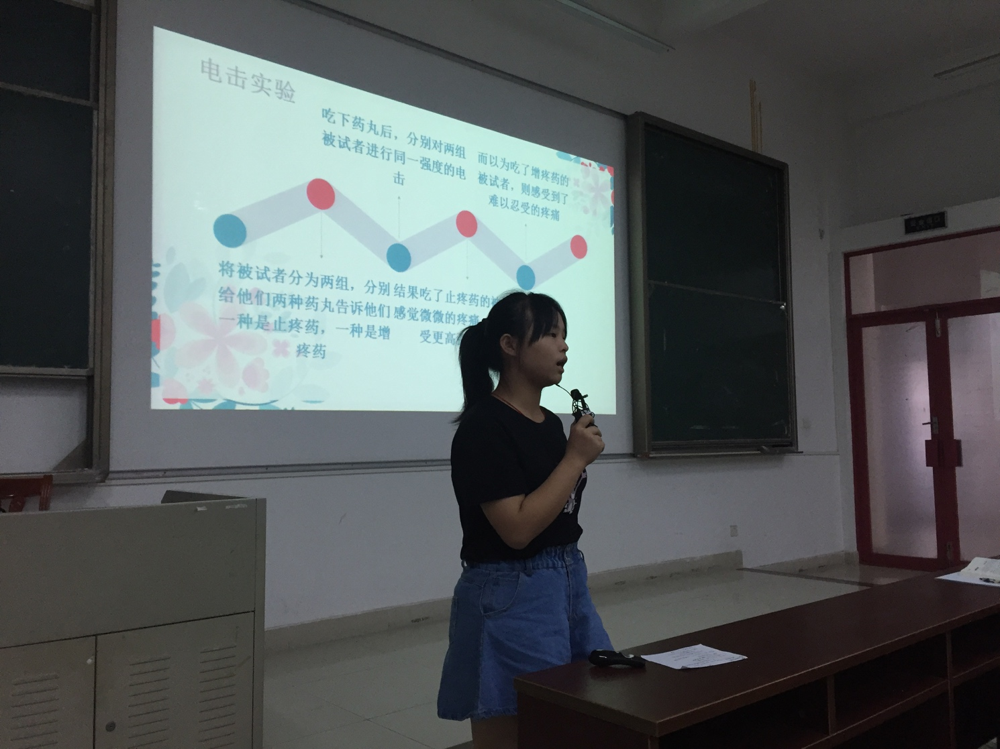 电击实验
吃下药丸后，分别对两组
被试者进行同一强度的电
击
而以为吃了增疼药的
被试者，则感受到了
难以忍受的疼痛
将被试者分为两组，分别
给他们两种药丸告诉他们
一种是止疼药，一种是增
疼药
结果吃了止疼药的被
感觉微微的疼痛
受更高